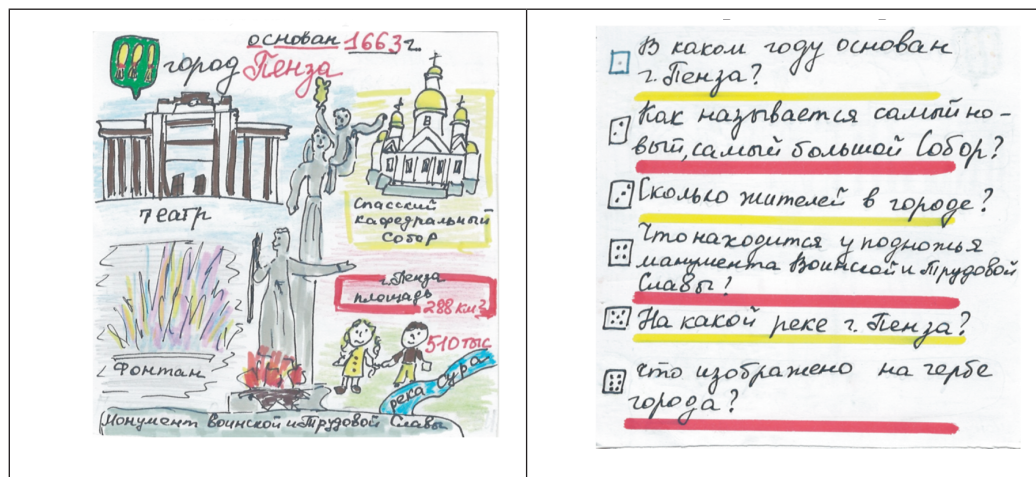 основан 1663 г.
город Пенза
театр
Спасский
кафедральный
Собор
г. Пенза
площадь
288 км²
510 тыс
Фонтан
река Сура
Монумент Воинской и Трудовой Славы
В каком году основан
г. Пенза?
Как называется самый но-
вый, самый большой Собор?
Сколько жителей в городе?
Что находится у подножья
манумента Воинской и Трудовой
Славы?
На какой реке г. Пенза?
Что изображено на гербе
города?